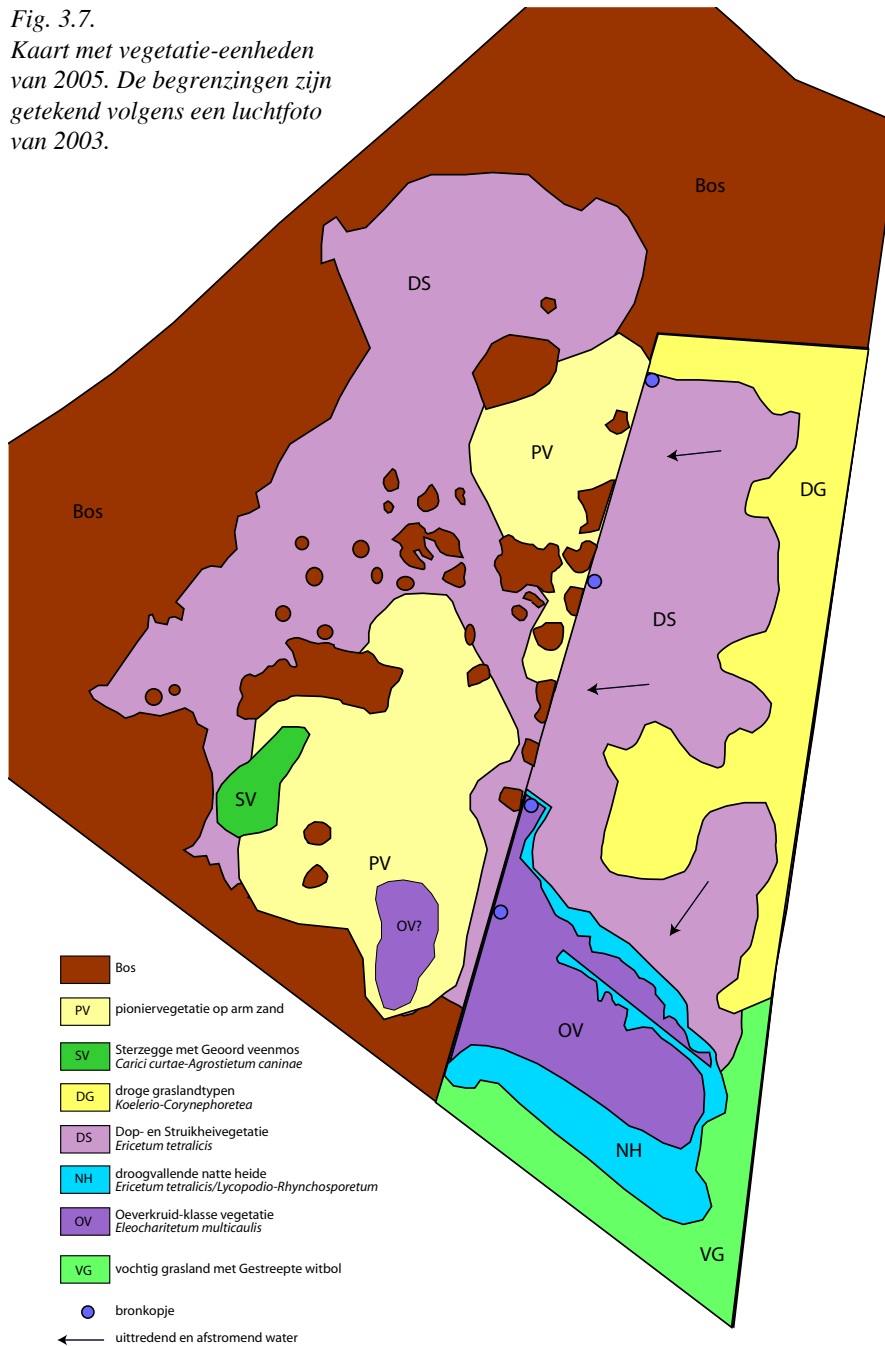 Fig. 3.7.
Kaart met vegetatie-eenheden
van 2005. De begrenzingen zijn
getekend volgens een luchtfoto
van 2003.
Bos
DS
PV
DG
Bos
DS
SV
PV
OV?
OV
NH
VG
Bos
PV pioniervegetatie op arm zand
SV Sterzegge met Geoord veenmos
Carici curtae-Agrostietum caninae
DG droge graslandtypen
Koelerio-Corynephoretea
DS Dop- en Struikheivegetatie
Ericetum tetralicis
NH droogvallende natte heide
Ericetum tetralicis/Lycopodio-Rhynchosporetum
OV Oeverkruid-klasse vegetatie
Eleocharitetum multicaulis
VG vochtig grasland met Gestreepte witbol
bronkopje
uittredend en afstromend water